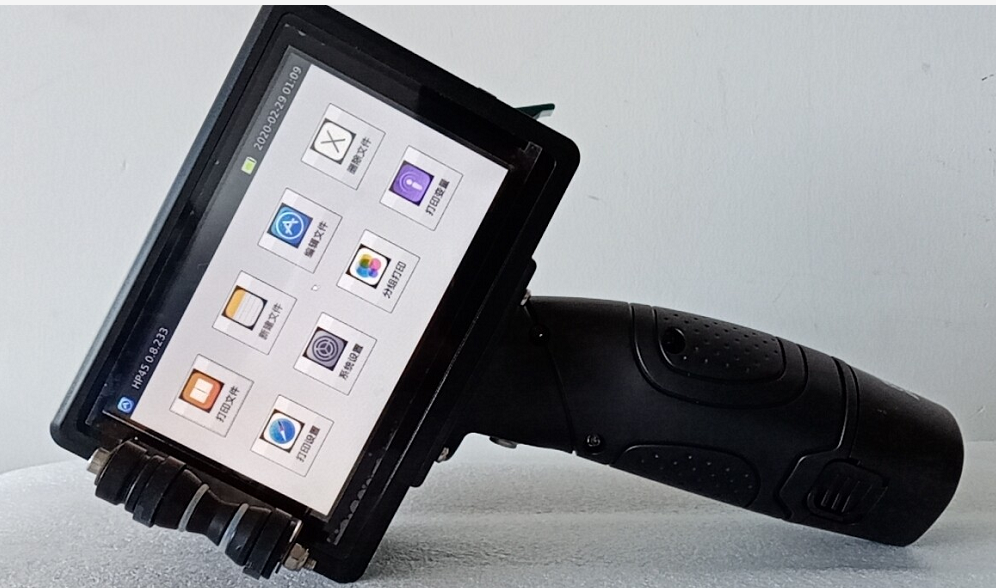 HP45 0.8.233
2020-02-29 01:09
打印文件
新建文件
编辑文件
删除文件
打印设置
系统设置
分组打印
打印变量